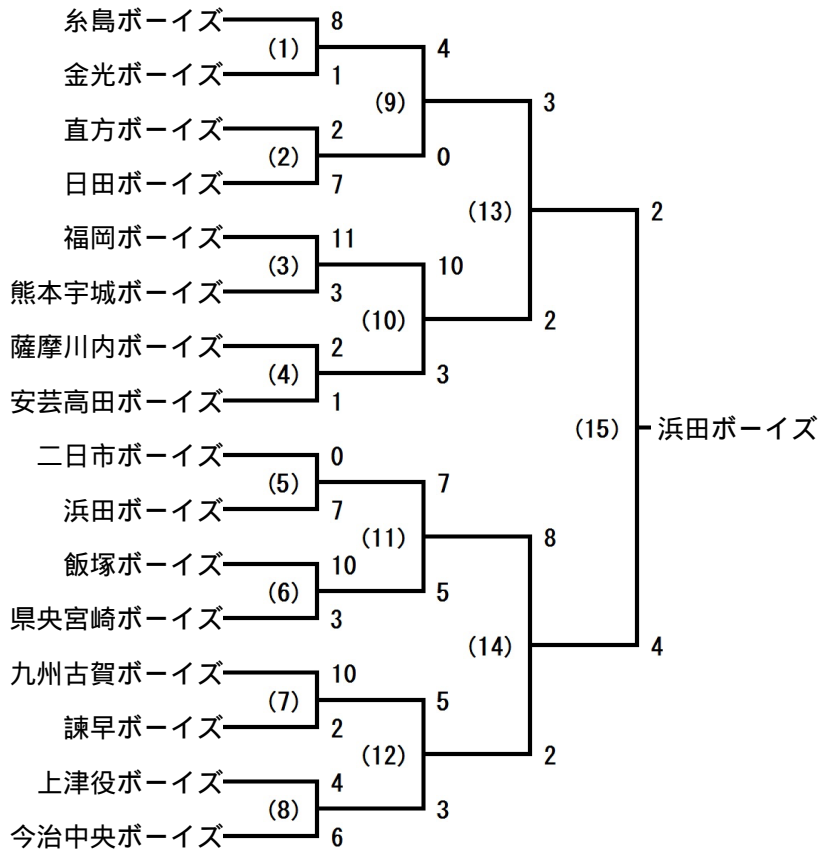 糸島ボーイズ 8
(1) 4
金光ボーイズ 1
(9) 3
直方ボーイズ 2
(2) 0
日田ボーイズ 7
(13) 2
福岡ボーイズ 11
(3) 10
熊本宇城ボーイズ 3
(10) 2
薩摩川内ボーイズ 2
(4) 3
安芸高田ボーイズ 1
(15) 浜田ボーイズ
二日市ボーイズ 0
(5) 7
浜田ボーイズ 7
(11) 8
飯塚ボーイズ 10
(6) 5
県央宮崎ボーイズ 3
(14) 4
九州古賀ボーイズ 10
(7) 5
諫早ボーイズ 2
(12) 2
上津役ボーイズ 4
(8) 3
今治中央ボーイズ 6